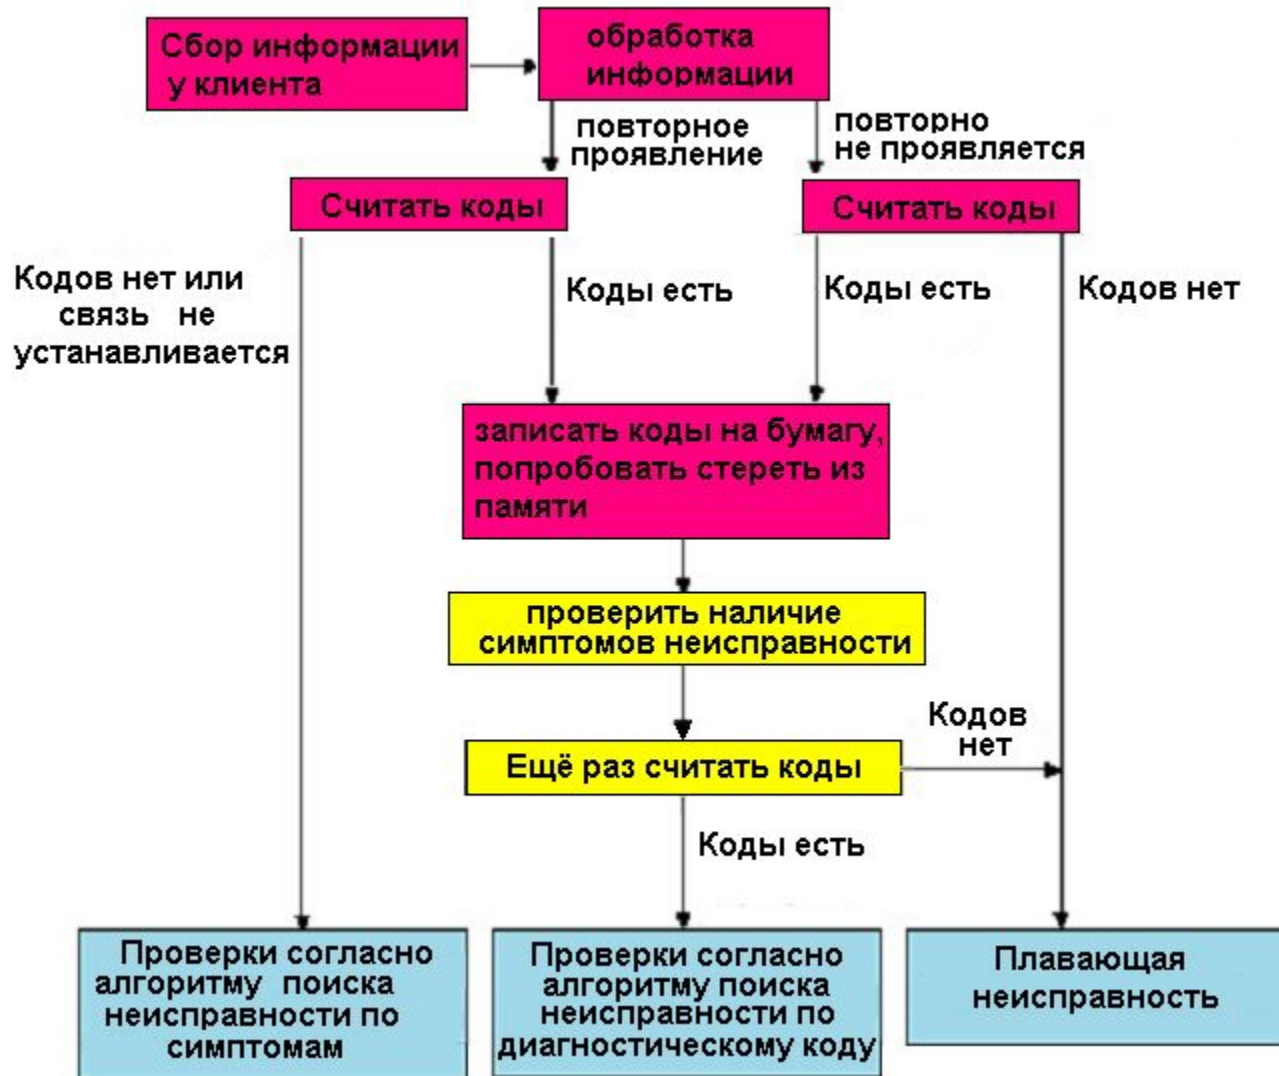 Сбор информации
у клиента
обработка
информации
повторное
проявление
повторно
не проявляется
Считать коды
Считать коды
Кодов нет или
связь не
устанавливается
Коды есть
Коды есть
Кодов нет
записать коды на бумагу,
попробовать стереть из
памяти
проверить наличие
симптомов неисправности
Ещё раз считать коды
Кодов
нет
Коды есть
Проверки согласно
алгоритму поиска
неисправности по
симптомам
Проверки согласно
алгоритму поиска
неисправности по
диагностическому коду
Плавающая
неисправность